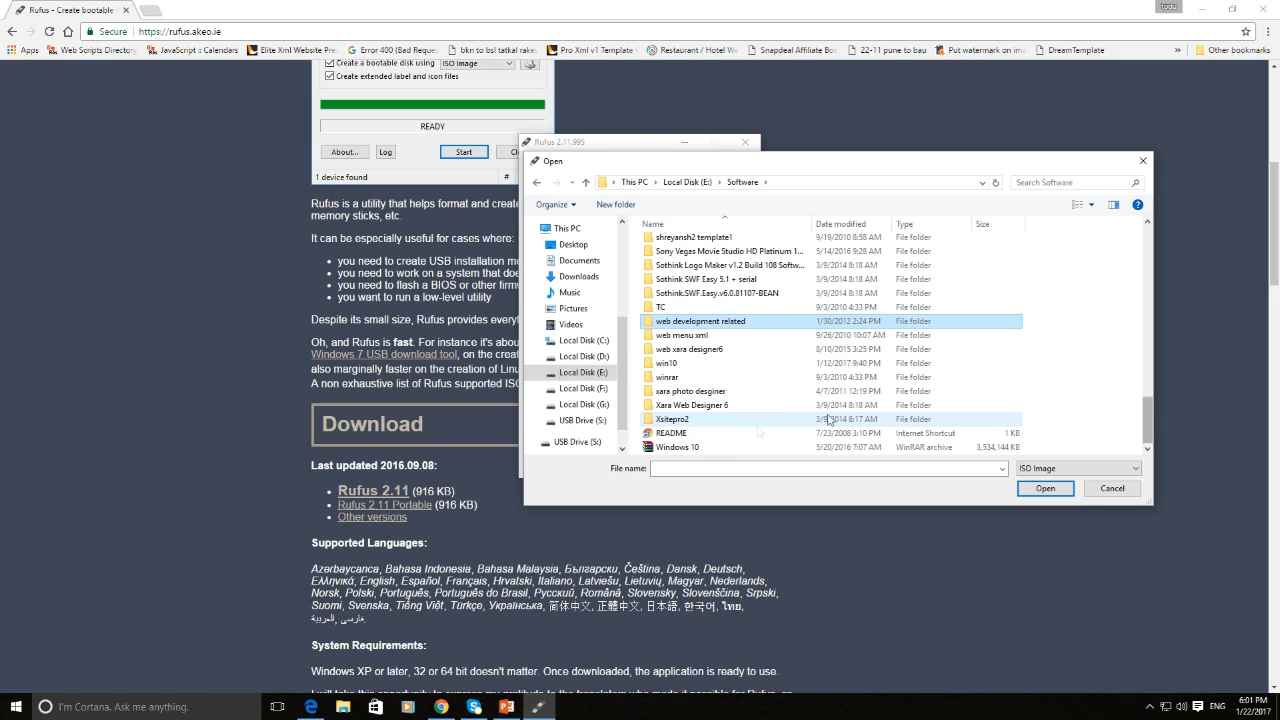 Rufus - Create bootable
Tosu
Secure
https://rufus.akeo.ie
Apps
Web Scripts Directory
JavaScript :: Calendars
Elite Xml Website Pre
Error 400 (Bad Reque
bkn to bsl tatkal rake
Pro Xml v1 Template
Restaurant / Hotel We
Snapdeal Affiliate Boo
22-11 pune to bau
Put watermark on ima
DreamTemplate
»
Other bookmarks
Create a bootable disk using
ISO Image
Create extended label and icon files
READY
About...
Log
Start
1 device found
#
Rufus 2.11.995
Open
This PC
Local Disk (E:)
Software
Search Software
Organize
New folder
This PC
Desktop
Documents
Downloads
Music
Pictures
Videos
Local Disk (C:)
Local Disk (D:)
Local Disk (E:)
Local Disk (F:)
Local Disk (G:)
USB Drive (S:)
USB Drive (S:)
Name Date modified Type Size
shreyansh2 template1 9/19/2010 8:58 AM File folder
Sony Vegas Movie Studio HD Platinum 1... 5/14/2016 9:28 AM File folder
Sothink Logo Maker v1.2 Build 108 Softw... 3/9/2014 8:18 AM File folder
Sothink SWF Easy 5.1 + serial 3/9/2014 8:18 AM File folder
Sothink.SWF.Easy.v6.0.81107-BEAN 3/9/2014 8:18 AM File folder
TC 9/3/2010 4:33 PM File folder
web development related 1/30/2012 2:24 PM File folder
web menu xml 9/26/2010 10:07 AM File folder
web xara designer6 8/10/2015 3:25 PM File folder
win10 1/12/2017 9:40 PM File folder
winrar 9/3/2010 4:33 PM File folder
xara photo desginer 4/7/2011 12:19 PM File folder
Xara Web Designer 6 3/9/2014 8:18 AM File folder
Xsitepro2 3/9/2014 8:17 AM File folder
README 7/23/2008 3:10 PM Internet Shortcut 1 KB
Windows 10 5/20/2016 7:07 AM WinRAR archive 3,534,144 KB
File name:
ISO Image
Open
Cancel
Rufus is a utility that helps format and create
memory sticks, etc.
It can be especially useful for cases where:
you need to create USB installation m
you need to work on a system that doe
you need to flash a BIOS or other firm
you want to run a low-level utility
Despite its small size, Rufus provides everyt
Oh, and Rufus is fast. For instance it's abou
Windows 7 USB download tool, on the creat
also marginally faster on the creation of Linu
A non exhaustive list of Rufus supported ISO
Download
Last updated 2016.09.08:
Rufus 2.11 (916 KB)
Rufus 2.11 Portable (916 KB)
Other versions
Supported Languages:
Azərbaycanca, Bahasa Indonesia, Bahasa Malaysia, Български, Čeština, Dansk, Deutsch,
Ελληνικά, English, Español, Français, Hrvatski, Italiano, Latviešu, Lietuvių, Magyar, Nederlands,
Norsk, Polski, Português, Português do Brasil, Русский, Română, Slovensky, Slovenščina, Srpski,
Suomi, Svenska, Tiếng Việt, Türkçe, Українська, 简体中文, 正體中文, 日本語, 한국어, ไทย,
العربية, فارسی.
System Requirements:
Windows XP or later, 32 or 64 bit doesn't matter. Once downloaded, the application is ready to use.
I will take this opportunity to express my gratitude to the translators who made it possible for Rufus, as
I'm Cortana. Ask me anything.
ENG
6:01 PM
1/22/2017